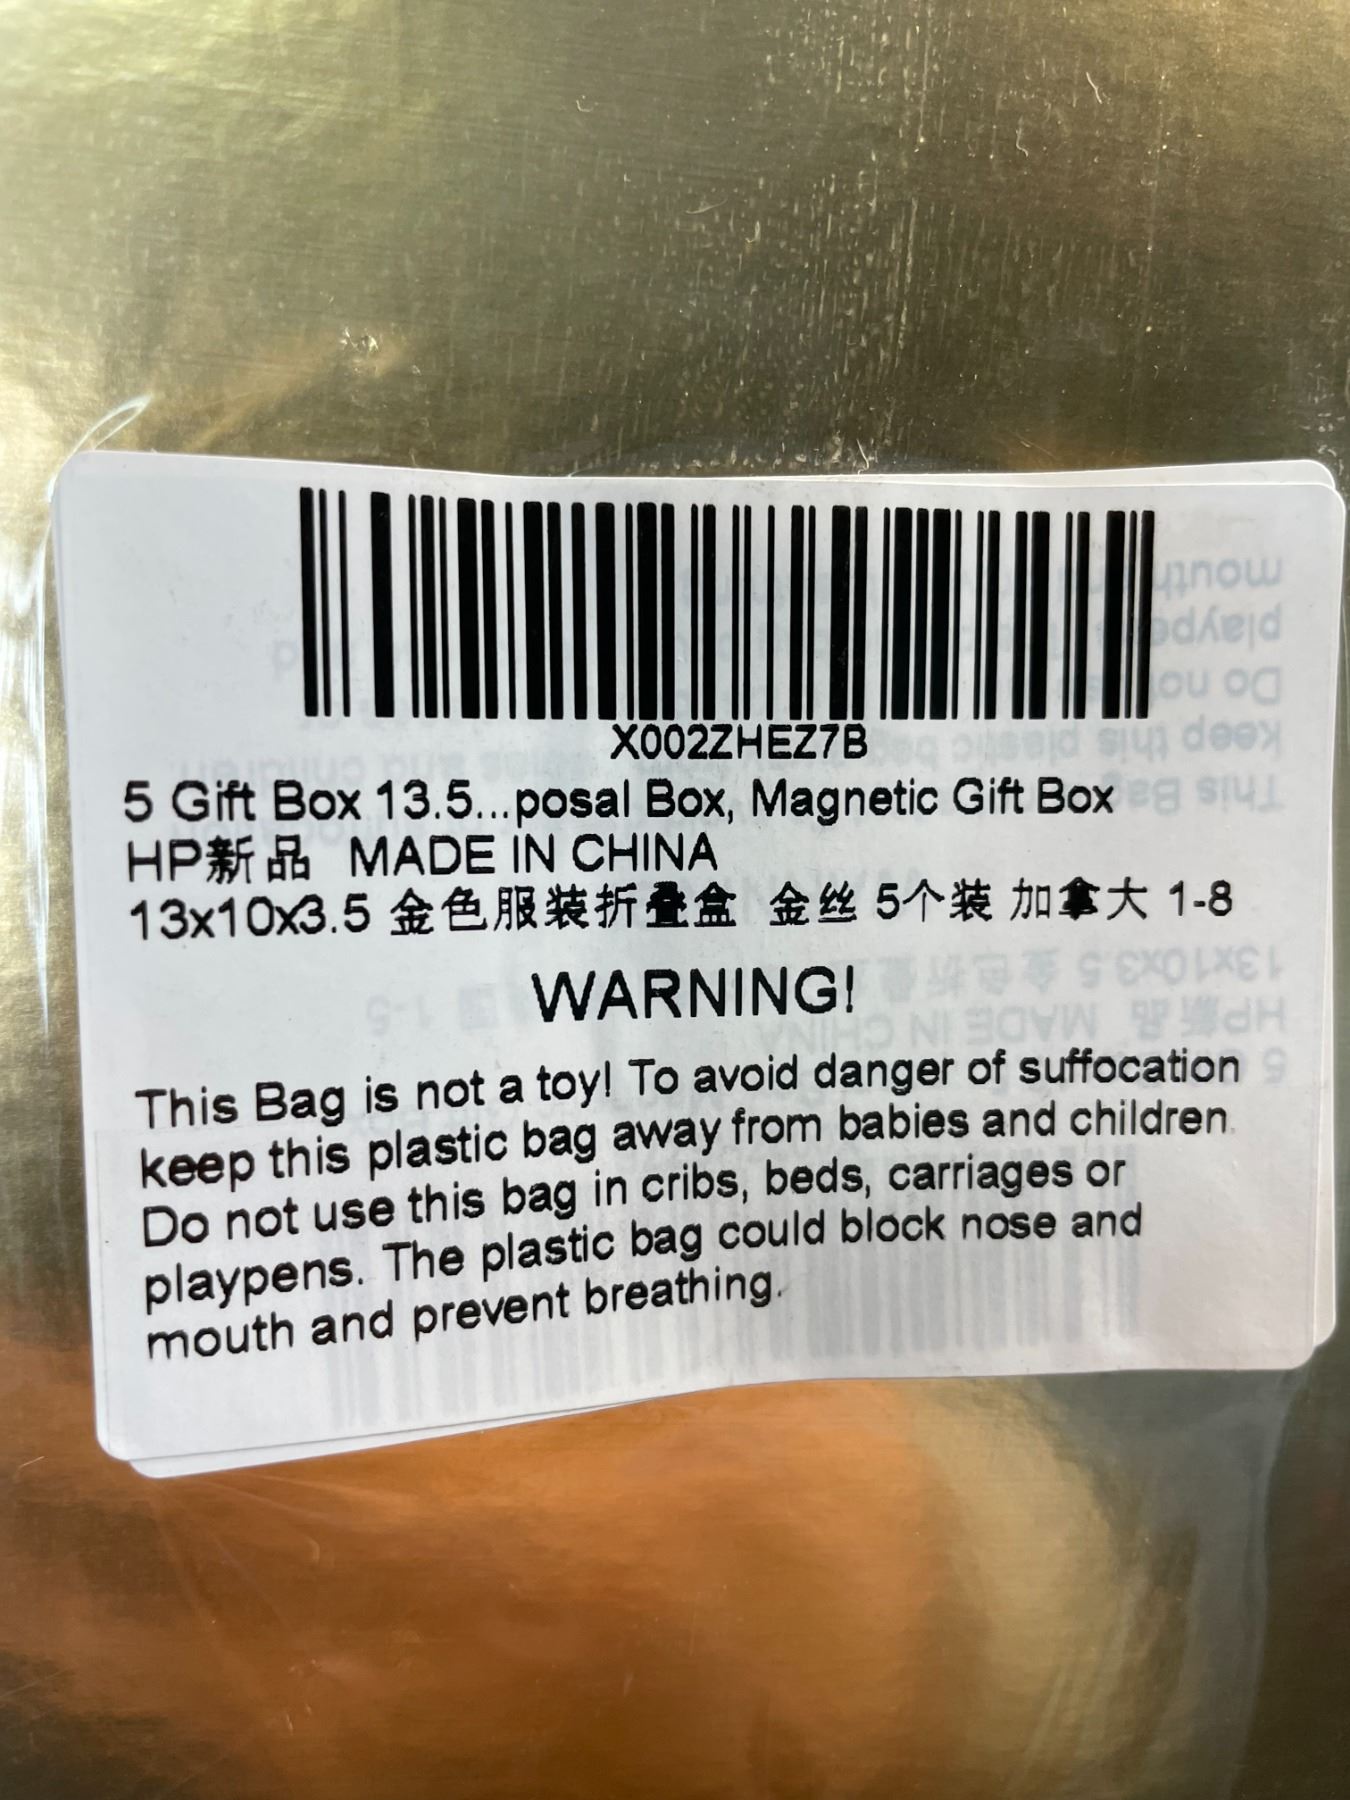 X002ZHEZ7B
5 Gift Box 13.5...posal Box, Magnetic Gift Box
HP新品 MADE IN CHINA
13x10x3.5 金色服装折叠盒 金丝 5个装 加拿大 1-8
WARNING!
This Bag is not a toy! To avoid danger of suffocation
keep this plastic bag away from babies and children.
Do not use this bag in cribs, beds, carriages or
playpens. The plastic bag could block nose and
mouth and prevent breathing.